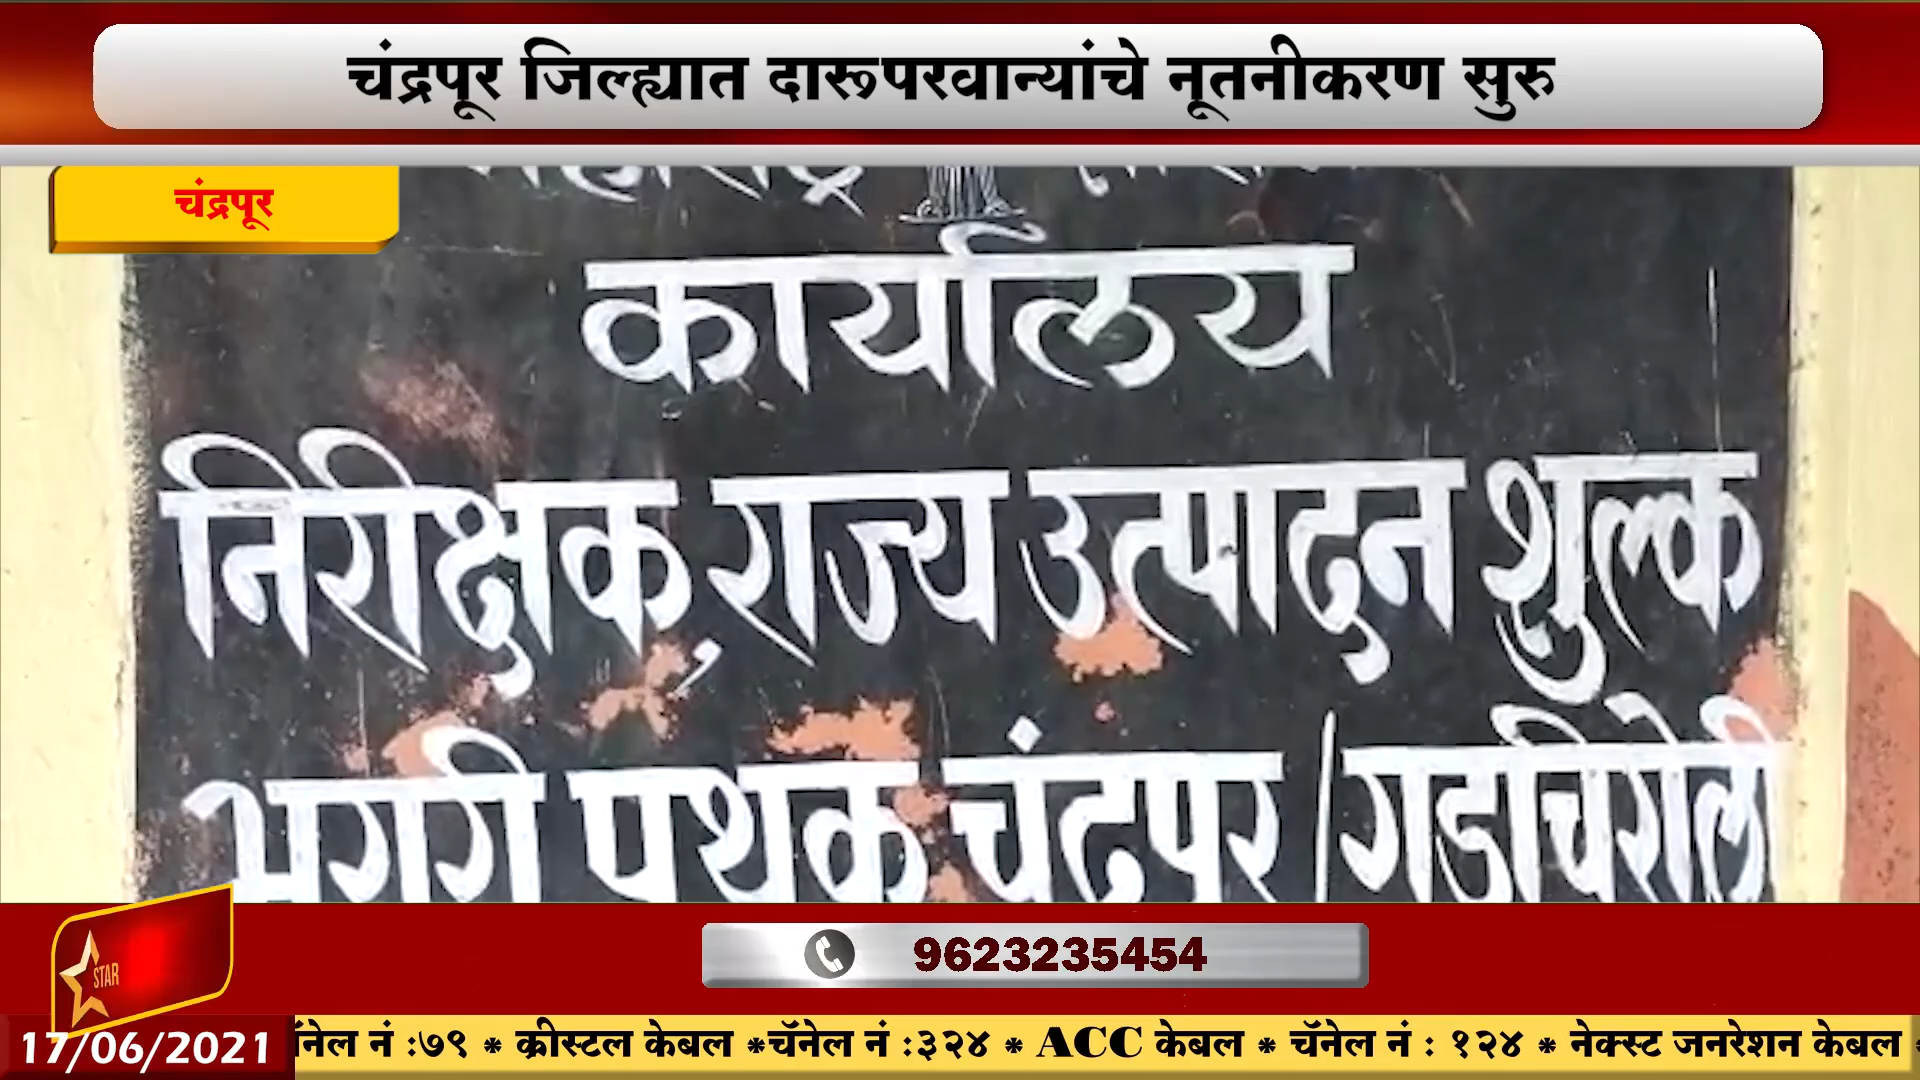 चंद्रपूर जिल्ह्यात दारूपरवान्यांचे नूतनीकरण सुरु
चंद्रपूर
कार्यालय
निरीक्षक, राज्य उत्पादन शुल्क
भरारी पथक चंद्रपुर / गडचिरोली
9623235454
STAR
17/06/2021
नेल नं :७९ * क्रीस्टल केबल *चॅनेल नं :३२४ * ACC केबल * चॅनेल नं : १२४ * नेक्स्ट जनरेशन केबल